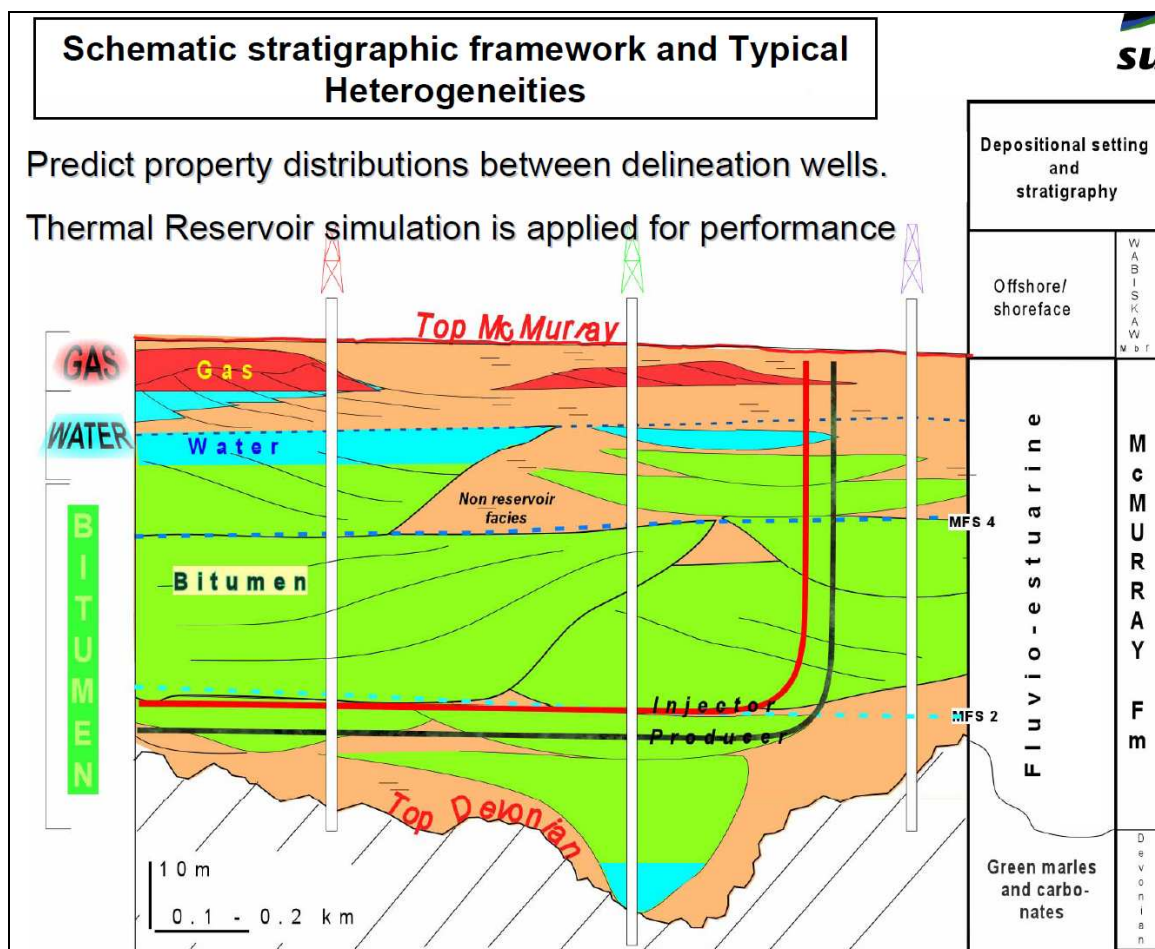 Schematic stratigraphic framework and Typical
Heterogeneities
su
Predict property distributions between delineation wells.
Thermal Reservoir simulation is applied for performance
Depositional setting
and
stratigraphy
Offshore/
shoreface
WABISKAW
Mbr
Top McMurray
GAS
Gas
WATER
Water
Non reservoir
facies
MFS 4
BITUMEN
Bitumen
Injector
Producer
MFS 2
Fluvio-estuarine
McMURRAY Fm
Top Devonian
10 m
0.1 - 0.2 km
Green marles
and carbo-
nates
Devonian